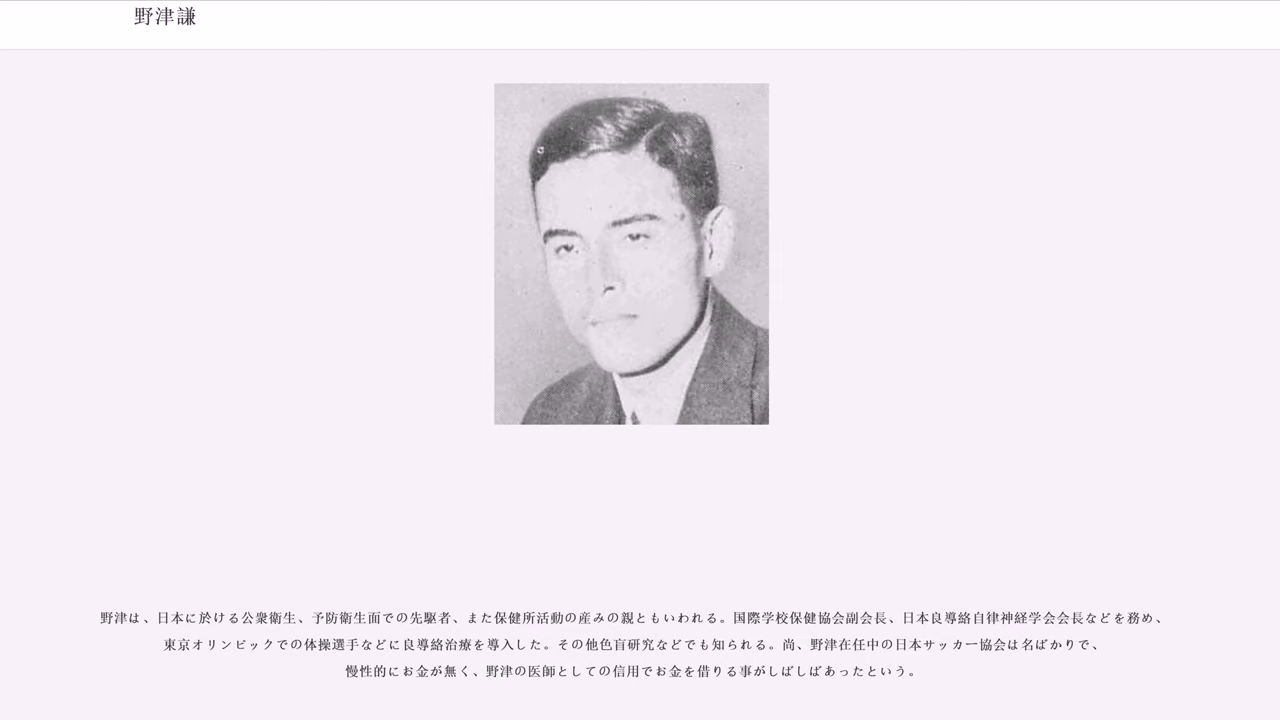 野津謙
野津は、日本に於ける公衆衛生、予防衛生面での先駆者、また保健所活動の産みの親ともいわれる。国際学校保健協会副会長、日本良導絡自律神経学会会長などを務め、
東京オリンピックでの体操選手などに良導絡治療を導入した。その他色盲研究などでも知られる。尚、野津在任中の日本サッカー協会は名ばかりで、
慢性的にお金が無く、野津の医師としての信用でお金を借りる事がしばしばあったという。